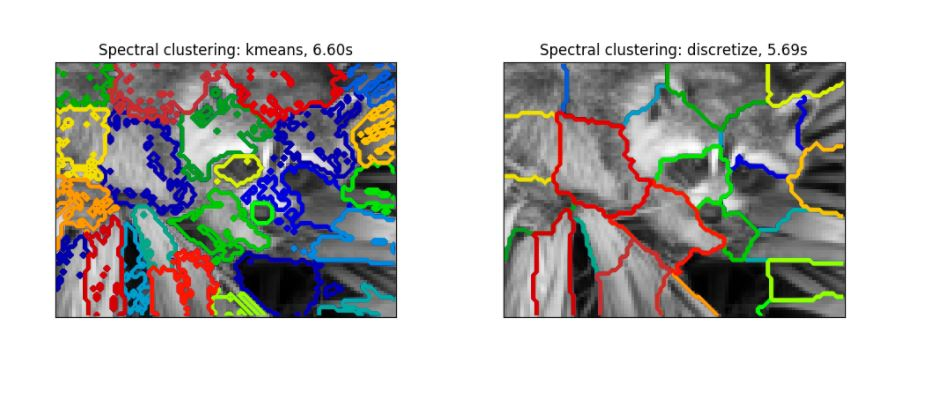 Spectral clustering: kmeans, 6.60s
Spectral clustering: discretize, 5.69s